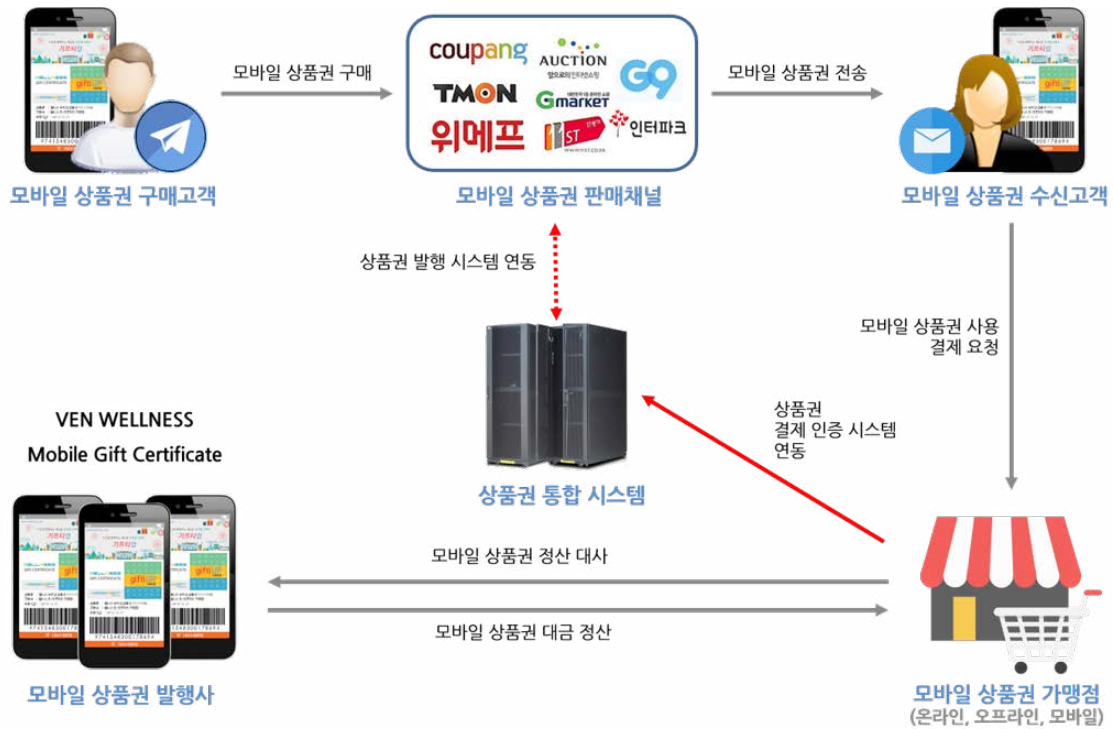 모바일 상품권 구매
coupang
AUCTION
G9
TMON
Gmarket
위메프
11ST
인터파크
모바일 상품권 전송
모바일 상품권 구매고객
모바일 상품권 판매채널
모바일 상품권 수신고객
상품권 발행 시스템 연동
모바일 상품권 사용
결제 요청
상품권
결제 인증 시스템
연동
상품권 통합 시스템
VEN WELLNESS
Mobile Gift Certificate
모바일 상품권 정산 대사
모바일 상품권 대금 정산
모바일 상품권 발행사
모바일 상품권 가맹점
(온라인, 오프라인, 모바일)